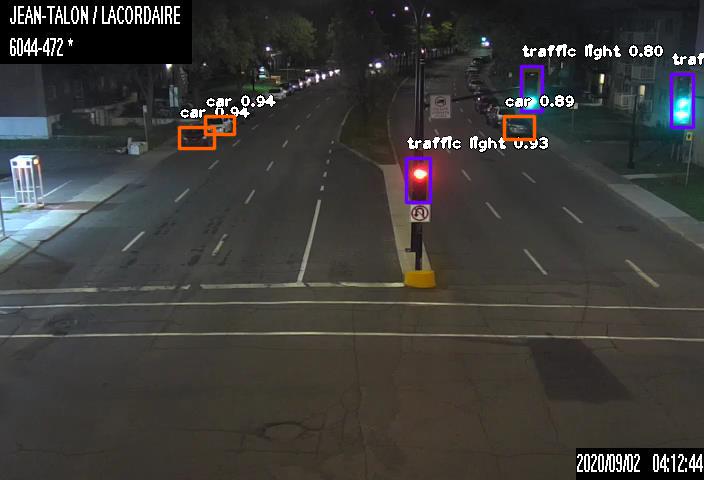 JEAN-TALON / LACORDAIRE
6044-472 *
traffic light 0.80
traf
car 0.94
car 0.94
car 0.89
traffic light 0.93
2020/09/02 04:12:44